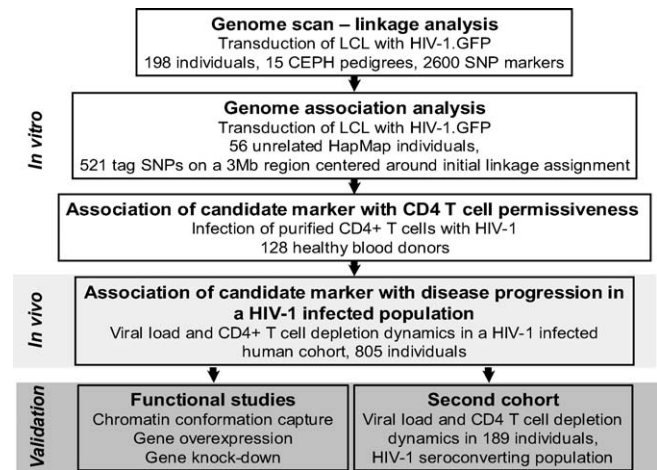 Genome scan – linkage analysis
Transduction of LCL with HIV-1.GFP
198 individuals, 15 CEPH pedigrees, 2600 SNP markers
In vitro
Genome association analysis
Transduction of LCL with HIV-1.GFP
56 unrelated HapMap individuals,
521 tag SNPs on a 3Mb region centered around initial linkage assignment
Association of candidate marker with CD4 T cell permissiveness
Infection of purified CD4+ T cells with HIV-1
128 healthy blood donors
In vivo
Association of candidate marker with disease progression in
a HIV-1 infected population
Viral load and CD4+ T cell depletion dynamics in a HIV-1 infected
human cohort, 805 individuals
Validation
Functional studies
Chromatin conformation capture
Gene overexpression
Gene knock-down
Second cohort
Viral load and CD4 T cell depletion
dynamics in 189 individuals,
HIV-1 seroconverting population